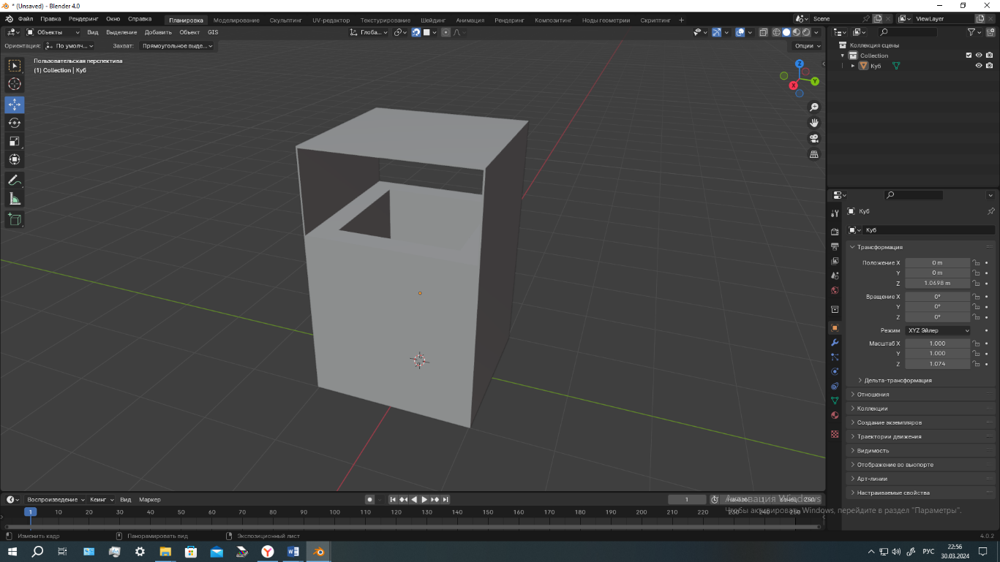 * (Unsaved) - Blender 4.0
Файл Правка Рендеринг Окно Справка Планировка Моделирование Скульптинг UV-редактор Текстурирование Шейдинг Анимация Рендеринг Композитинг Ноды геометрии Скриптинг + Scene ViewLayer
Объекты Вид Выделение Добавить Объект GIS Глоба...
Ориентация: По умолч... Захват: Прямоугольное выде... Опции
Пользовательская перспектива
(1) Collection | Куб
Z
Y
X
Коллекция сцены
Collection
Куб
Куб
Куб
Трансформация
Положение X 0 m
Y 0 m
Z 1.0698 m
Вращение X 0°
Y 0°
Z 0°
Режим XYZ Эйлер
Масштаб X 1.000
Y 1.000
Z 1.074
Дельта-трансформация
Отношения
Коллекции
Создание экземпляров
Траектории движения
Видимость
Отображение во вьюпорте
Арт-линии
Настраиваемые свойства
Воспроизведение Кеинг Вид Маркер 1 Начало 1 Конец 250
Активация Windows
Чтобы активировать Windows, перейдите в раздел "Параметры".
1 10 20 30 40 50 60 70 80 90 100 110 120 130 140 150 160 170 180 190 200 210 220 230 240 250
Изменить кадр Панорамировать вид Экспозиционный лист 4.0.2
РУС 22:56
30.03.2024